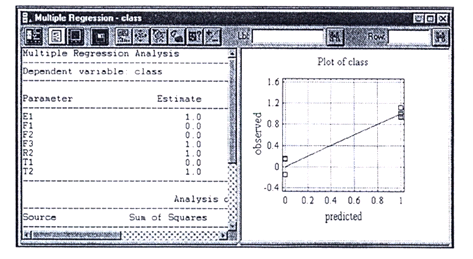 Multiple Regression - class
Lbl:
Row:
Multiple Regression Analysis
Dependent variable: class
Parameter Estimate
E1 1.0
F1 0.0
F2 0.0
F3 1.0
R2 1.0
T1 0.0
T2 1.0
Analysis o
Source Sum of Squares
Plot of class
observed
1.6
1.2
0.8
0.4
0
-0.4
0 0.2 0.4 0.6 0.8 1
predicted